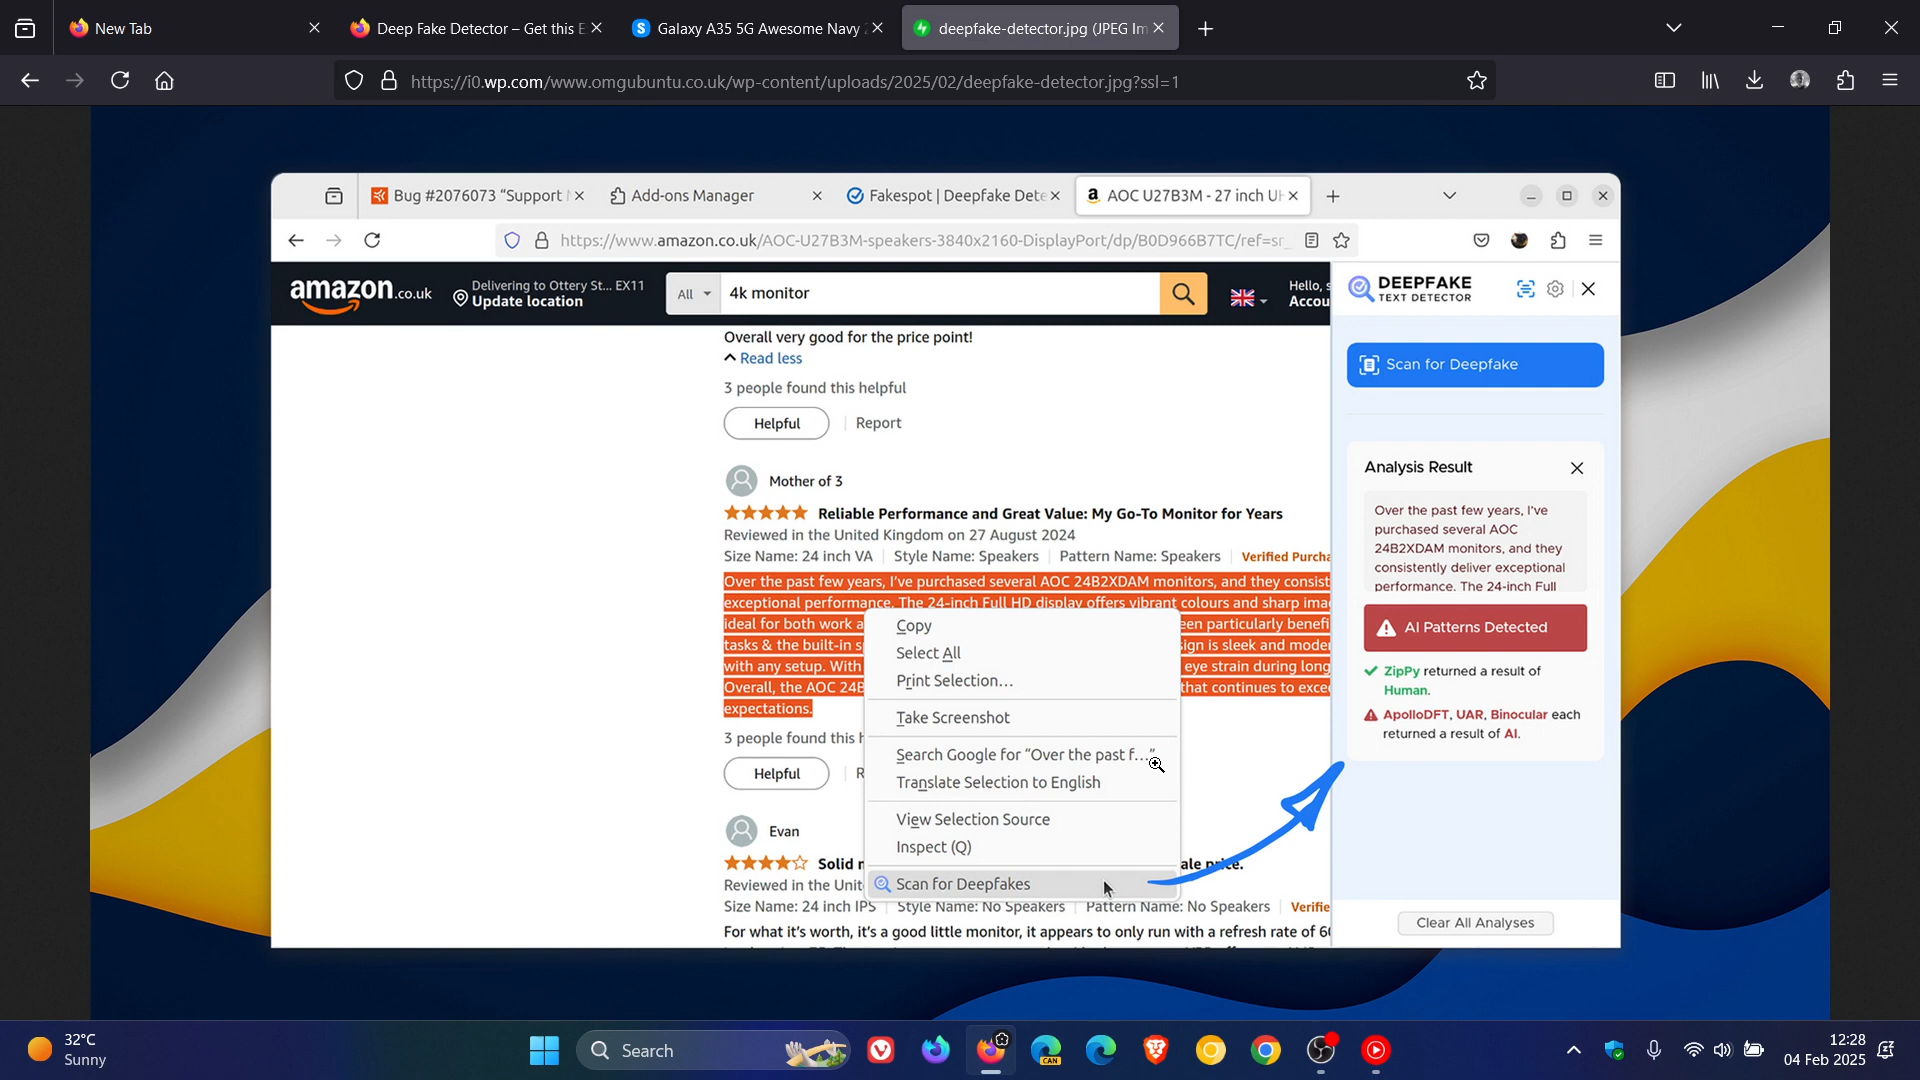 New Tab
Deep Fake Detector – Get this E
Galaxy A35 5G Awesome Navy
deepfake-detector.jpg (JPEG Im
https://i0.wp.com/www.omgubuntu.co.uk/wp-content/uploads/2025/02/deepfake-detector.jpg?ssl=1
Bug #2076073 “Support
Add-ons Manager
Fakespot | Deepfake Dete
AOC U27B3M - 27 inch UH
https://www.amazon.co.uk/AOC-U27B3M-speakers-3840x2160-DisplayPort/dp/B0D966B7TC/ref=sr_
amazon.co.uk
Delivering to Ottery St... EX11
Update location
All
4k monitor
Hello, s
Accou
DEEPFAKE
TEXT DETECTOR
Overall very good for the price point!
Read less
3 people found this helpful
Helpful
Report
Mother of 3
Reliable Performance and Great Value: My Go-To Monitor for Years
Reviewed in the United Kingdom on 27 August 2024
Size Name: 24 inch VA
Style Name: Speakers
Pattern Name: Speakers
Verified Purcha
Over the past few years, I've purchased several AOC 24B2XDAM monitors, and they consist
exceptional performance. The 24-inch Full HD display offers vibrant colours and sharp ima
ideal for both work a
een particularly benefi
tasks & the built-in s
ign is sleek and mode
with any setup. With
eye strain during long
Overall, the AOC 24B
that continues to exce
expectations.
3 people found this h
Helpful
R
Copy
Select All
Print Selection…
Take Screenshot
Search Google for “Over the past f…”
Translate Selection to English
View Selection Source
Inspect (Q)
Scan for Deepfakes
Evan
Solid
ale price.
Reviewed in the Unit
Size Name: 24 inch IPS
Style Name: No Speakers
Pattern Name: No Speakers
Verifie
For what it's worth, it's a good little monitor, it appears to only run with a refresh rate of 60
Scan for Deepfake
Analysis Result
Over the past few years, I've
purchased several AOC
24B2XDAM monitors, and they
consistently deliver exceptional
performance. The 24-inch Full
AI Patterns Detected
ZipPy returned a result of
Human.
ApolloDFT, UAR, Binocular each
returned a result of AI.
Clear All Analyses
32°C
Sunny
Search
CAN
12:28
04 Feb 2025